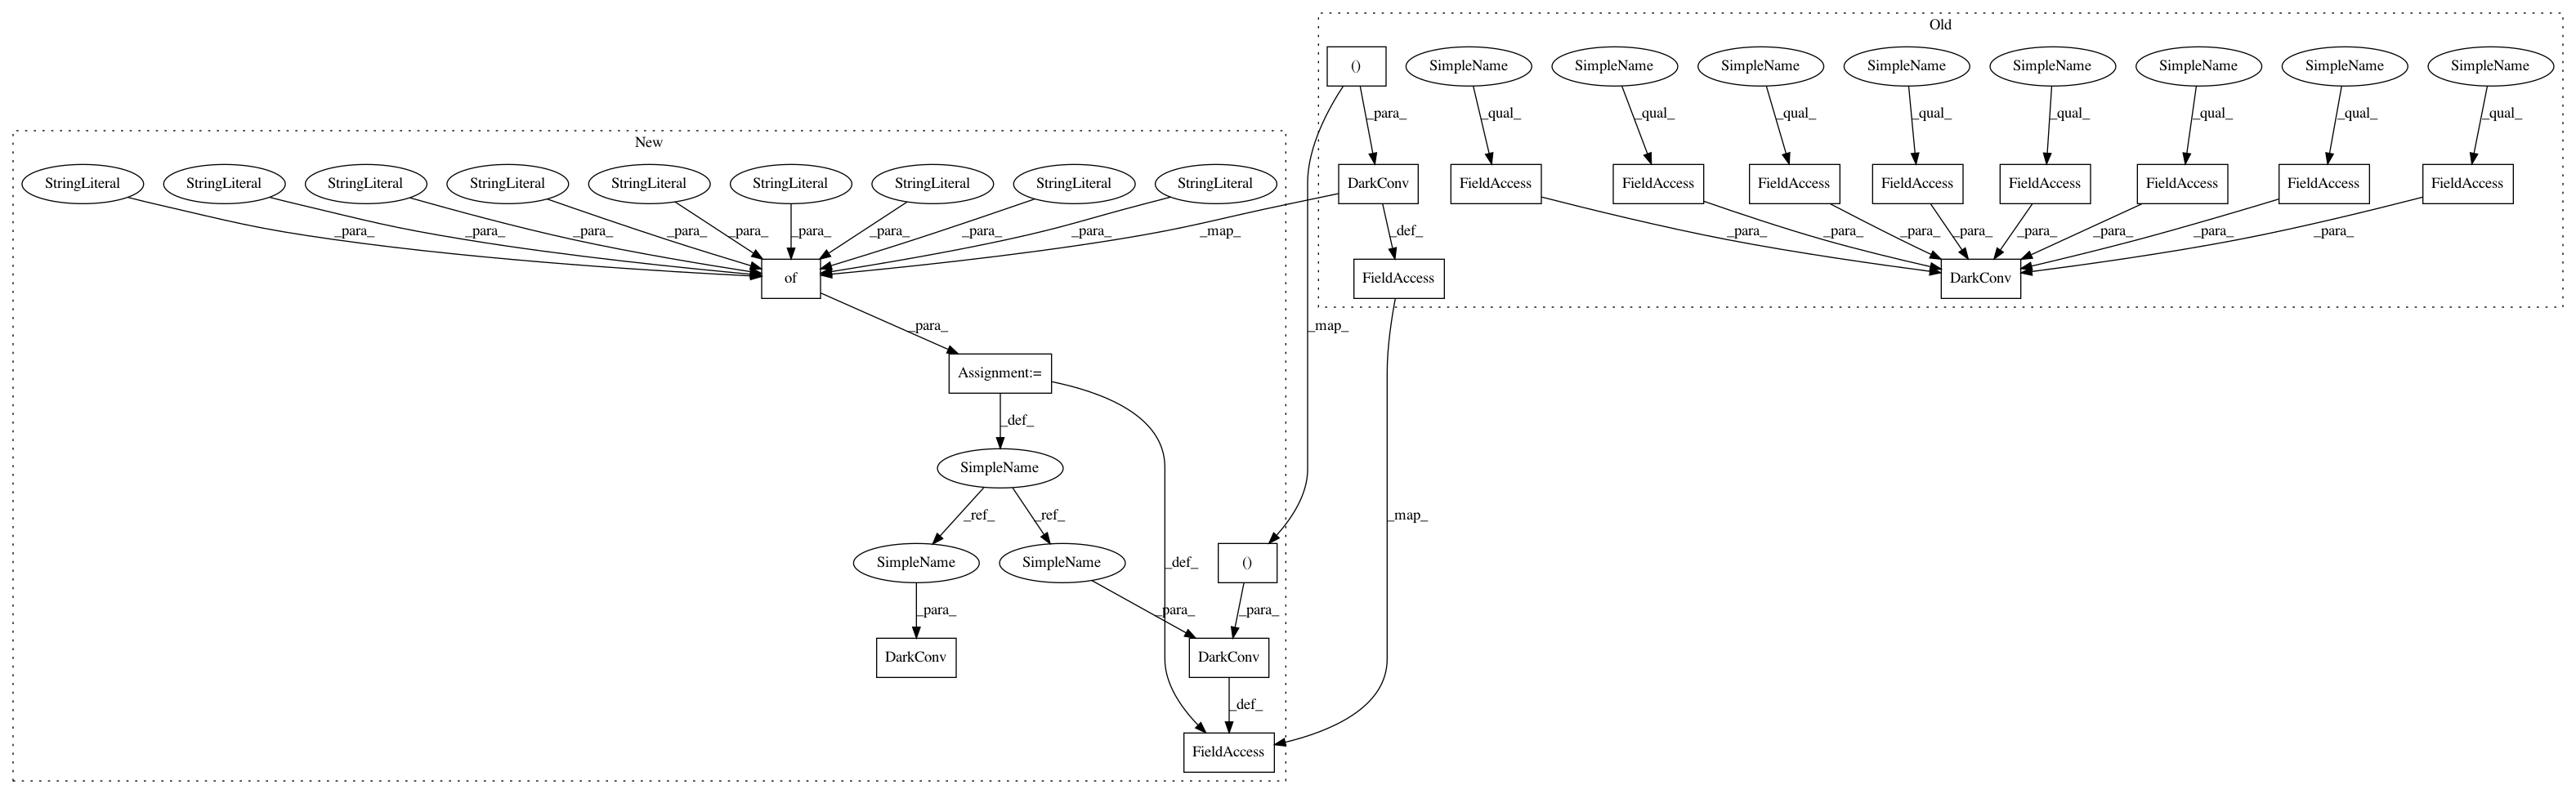 Old
() SimpleName SimpleName SimpleName SimpleName SimpleName SimpleName SimpleName SimpleName
_para_ _qual_ _qual_ _qual_ _qual_ _qual_ _qual_ _qual_ _qual_
New
StringLiteral StringLiteral StringLiteral StringLiteral StringLiteral StringLiteral StringLiteral StringLiteral StringLiteral DarkConv FieldAccess FieldAccess FieldAccess FieldAccess FieldAccess FieldAccess FieldAccess FieldAccess
_para_ _para_ _para_ _para_ _para_ _para_ _para_ _para_ _para_ _map_ _def_ _para_ _para_ _para_ _para_ _para_ _para_ _para_ _para_
of FieldAccess DarkConv
_para_ _map_
Assignment:=
_def_
SimpleName
_ref_ _ref_ _map_
SimpleName SimpleName _def_ ()
_para_ _para_ _para_
DarkConv DarkConv
_def_
FieldAccess